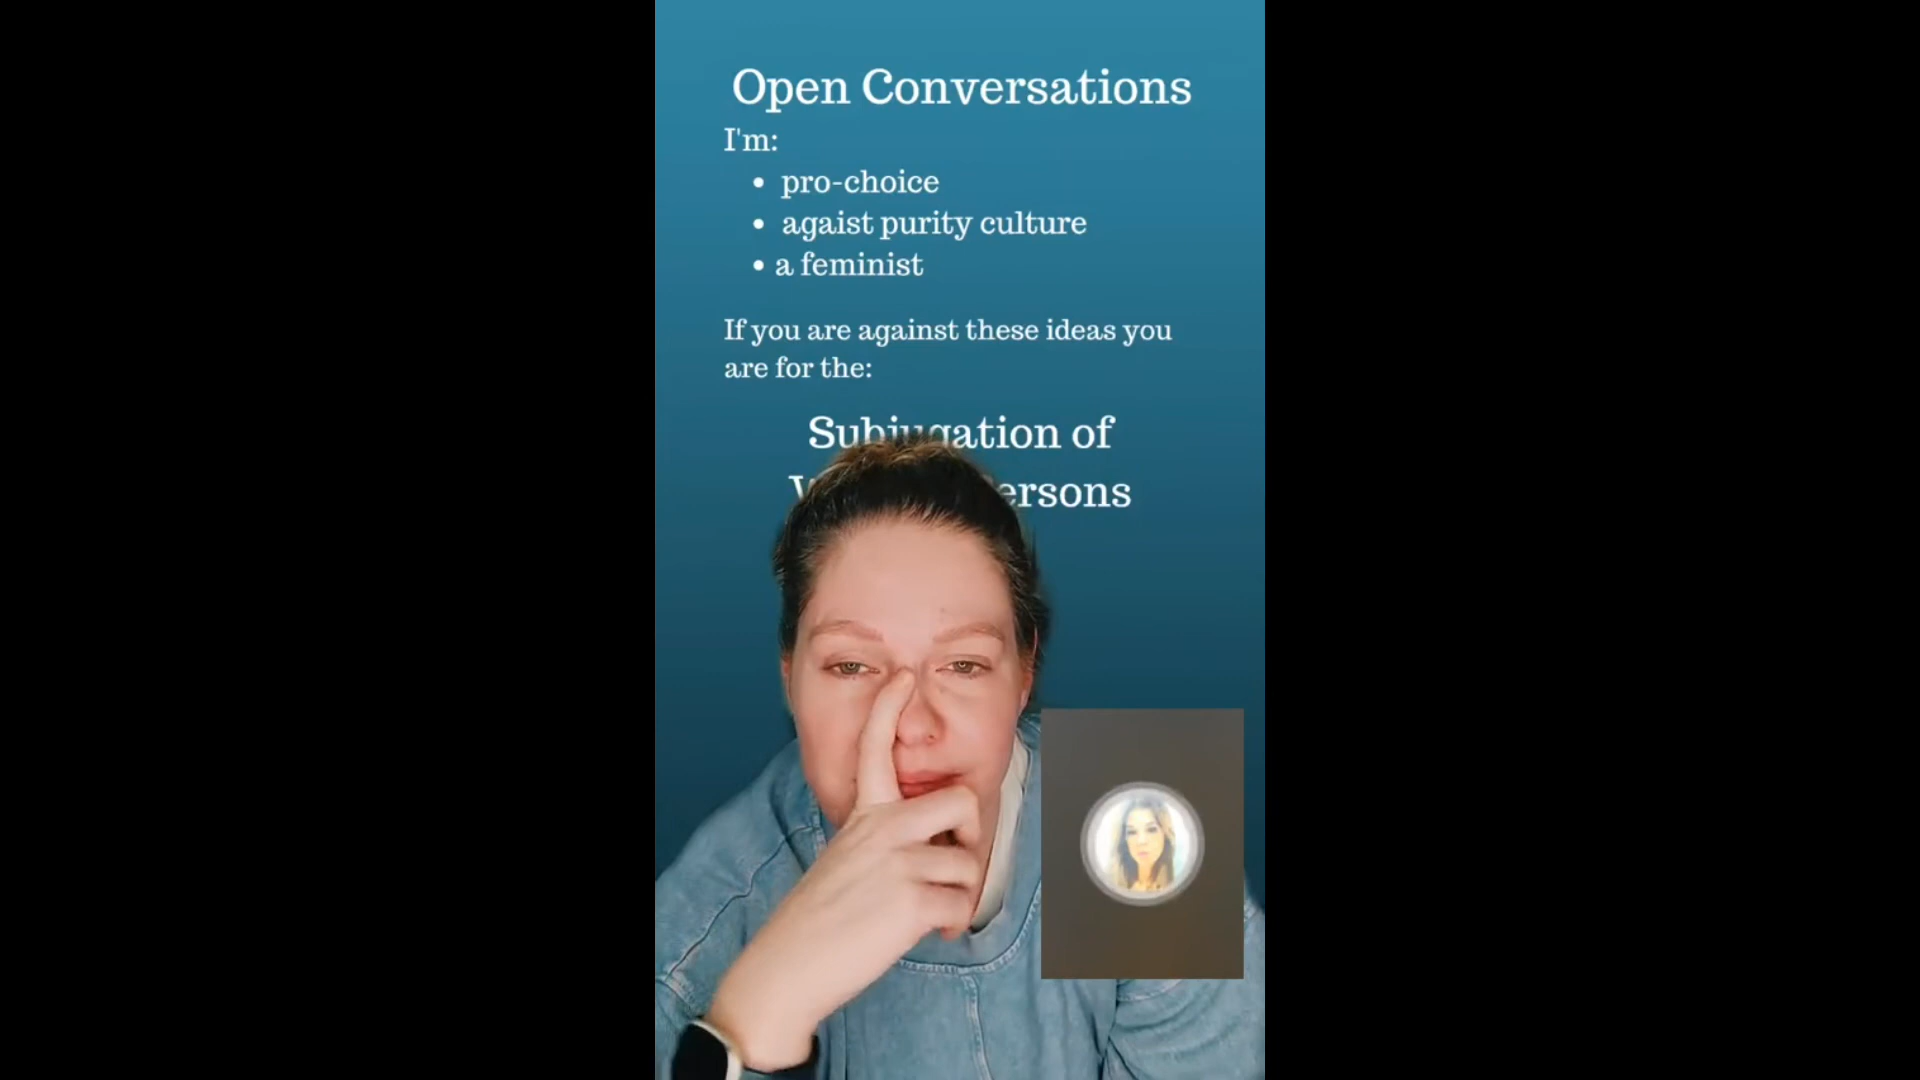 Open Conversations
I'm:
• pro-choice
• agaist purity culture
• a feminist
If you are against these ideas you
are for the:
Subjugation of